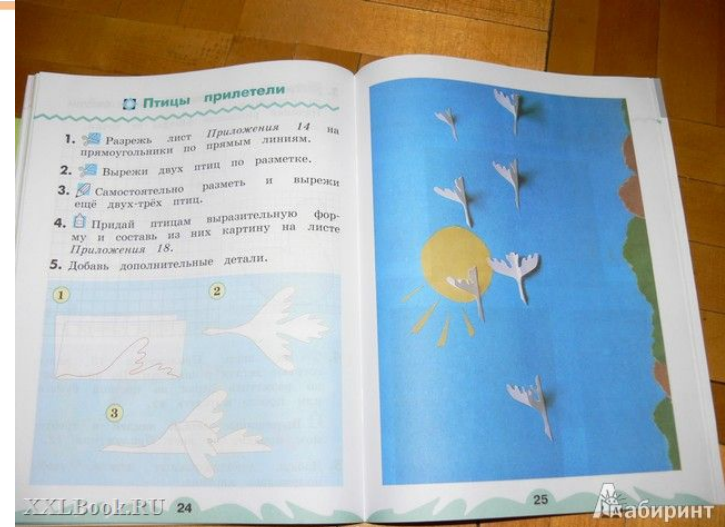 Птицы прилетели
1. Разрежь лист Приложения 14 на
прямоугольники по прямым линиям.
2. Вырежи двух птиц по разметке.
3. Самостоятельно разметь и вырежи
ещё двух-трёх птиц.
4. Придай птицам выразительную фор-
му и составь из них картину на листе
Приложения 18.
5. Добавь дополнительные детали.
1
2
3
24
25
XXLBook.RU
Лабиринт